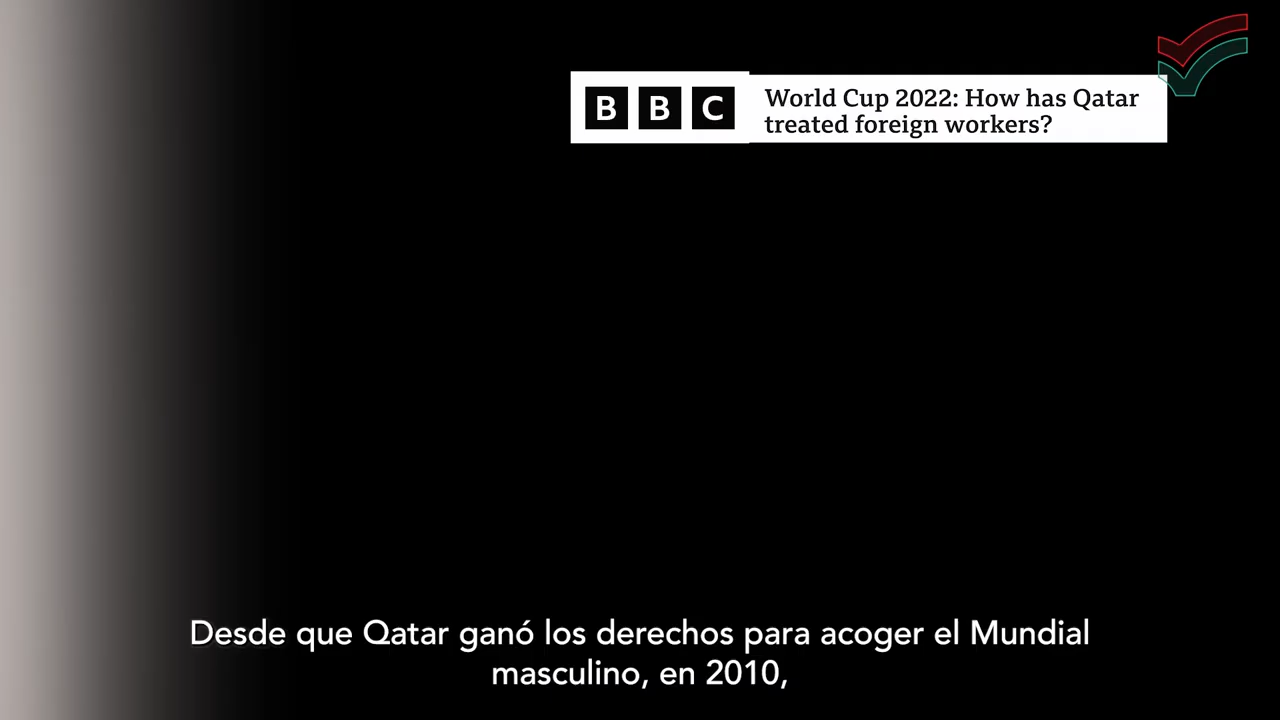 BBC
World Cup 2022: How has Qatar
treated foreign workers?
Desde que Qatar ganó los derechos para acoger el Mundial
masculino, en 2010,